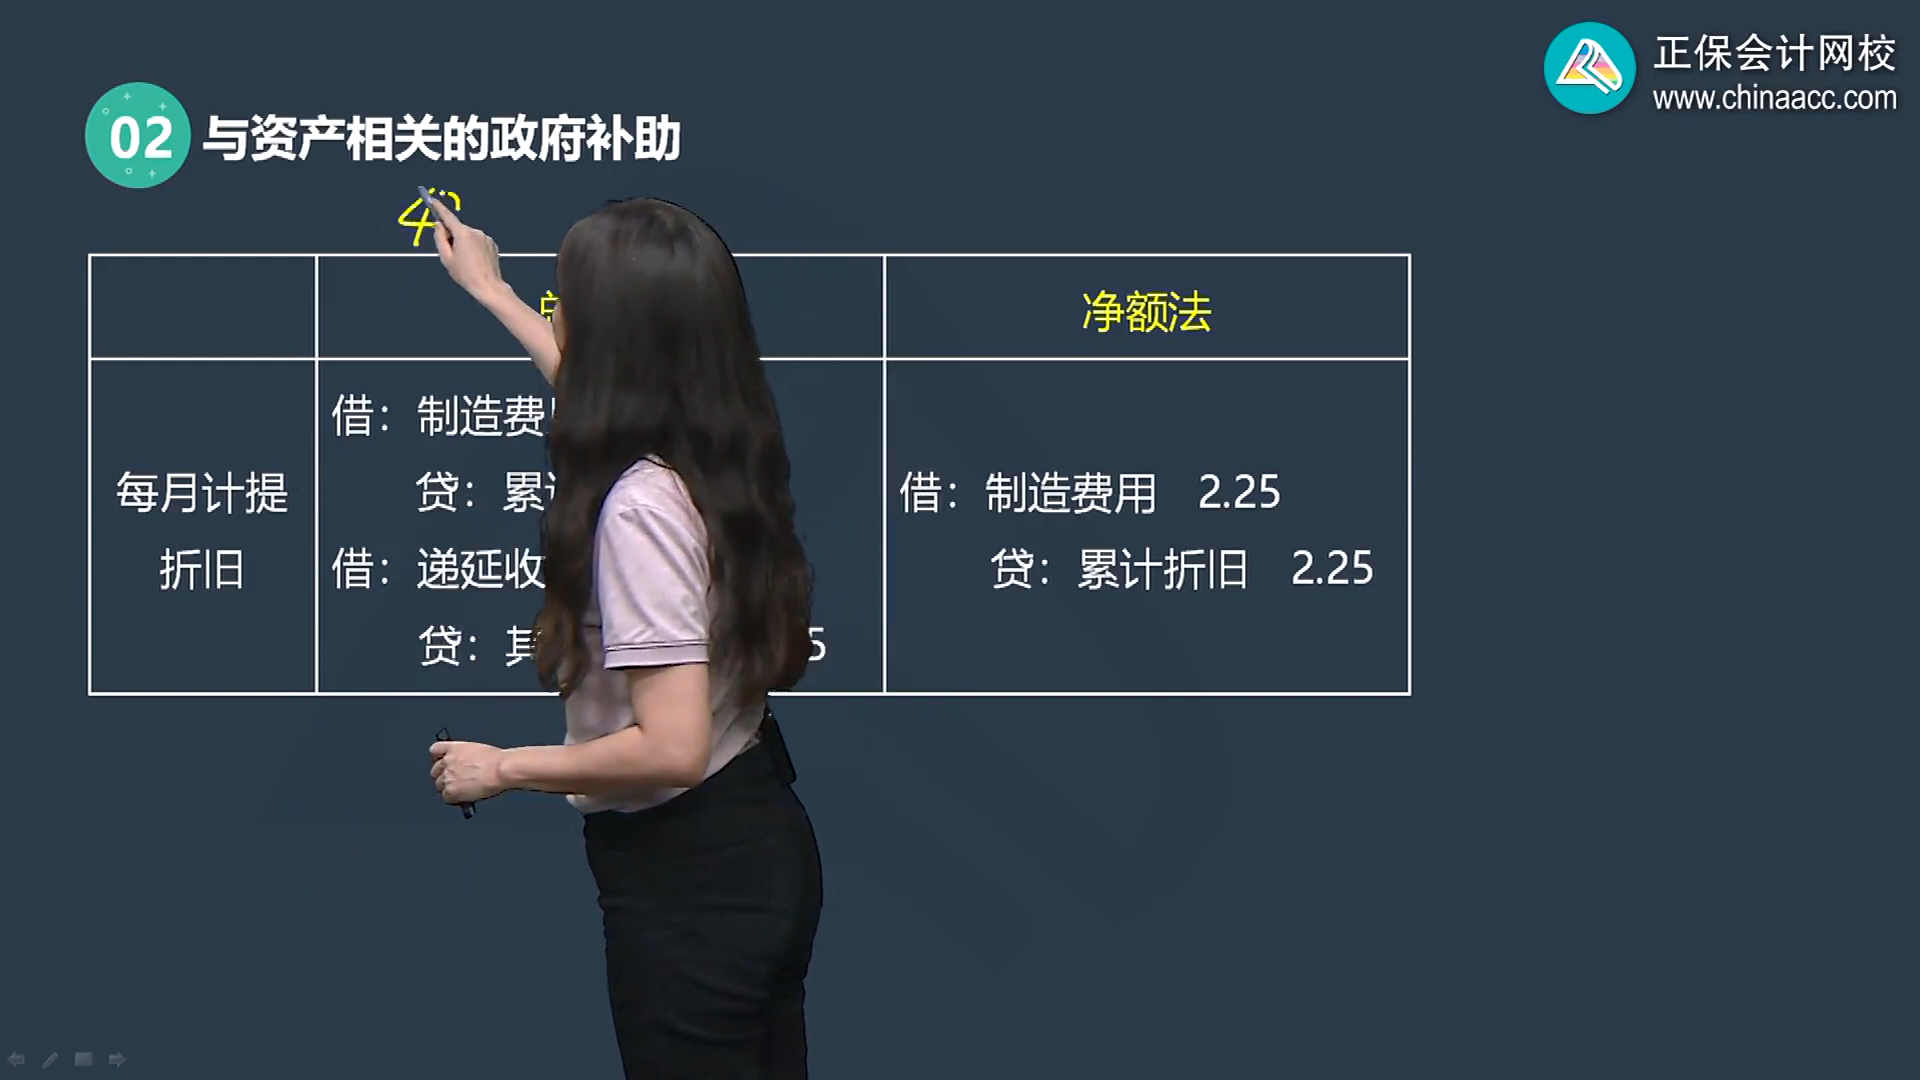 正保会计网校
www.chinaacc.com
02 与资产相关的政府补助
净额法
每月计提
折旧
借：制造费
贷：累
借：递延收
贷：其 5
借：制造费用 2.25
贷：累计折旧 2.25